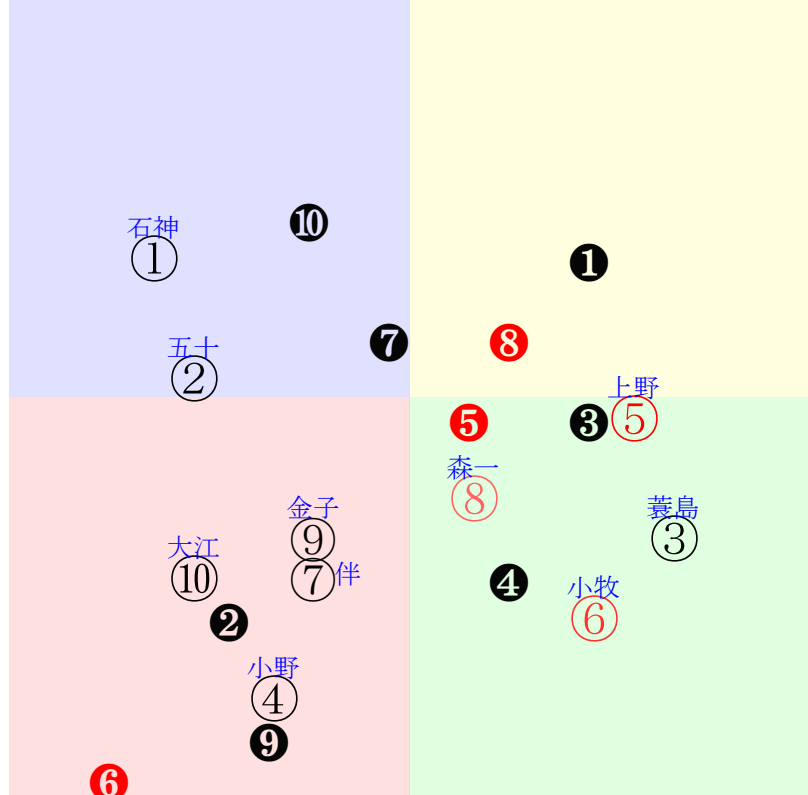 石神
①
❿
❶
五十
②
❼
❽
上野
⑤
❺
❸
森一
⑧
蓑島
③
金子
⑨
大江
⑩
⑦伴
❹
小牧
⑥
❷
小野
④
❾
❻